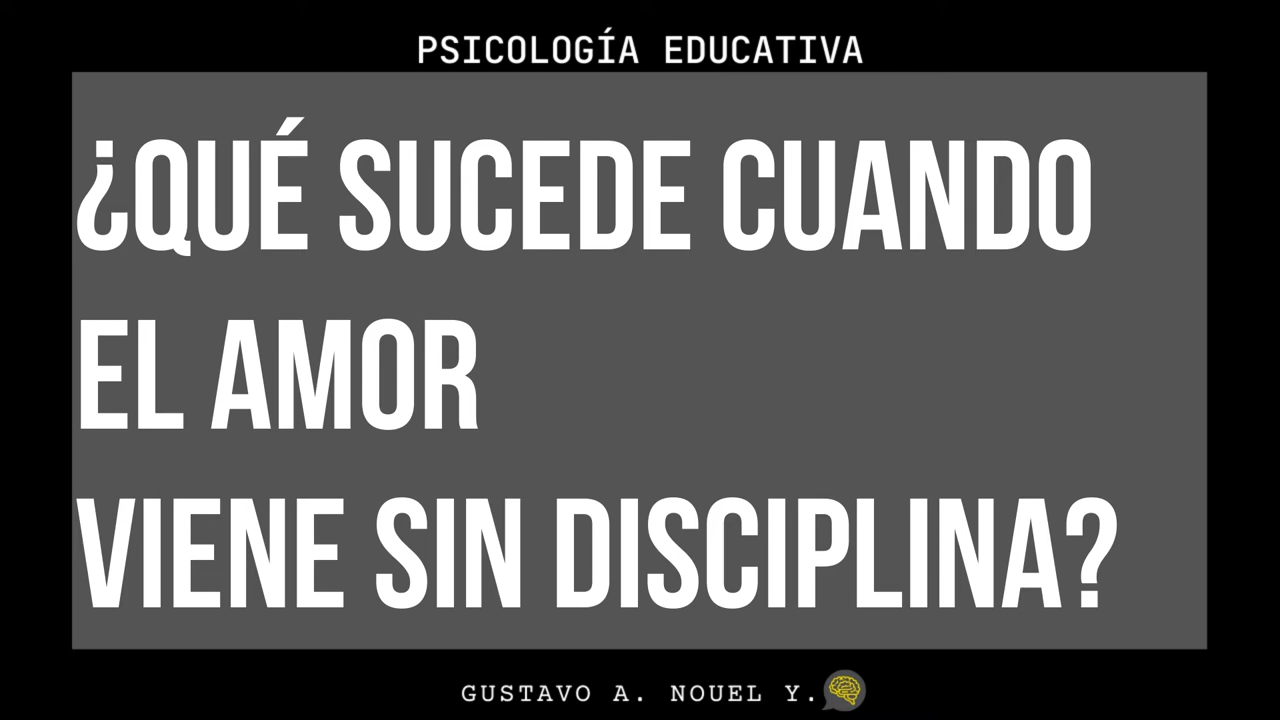 PSICOLOGÍA EDUCATIVA
¿QUÉ SUCEDE CUANDO
EL AMOR
VIENE SIN DISCIPLINA?
GUSTAVO A. NOUEL Y.